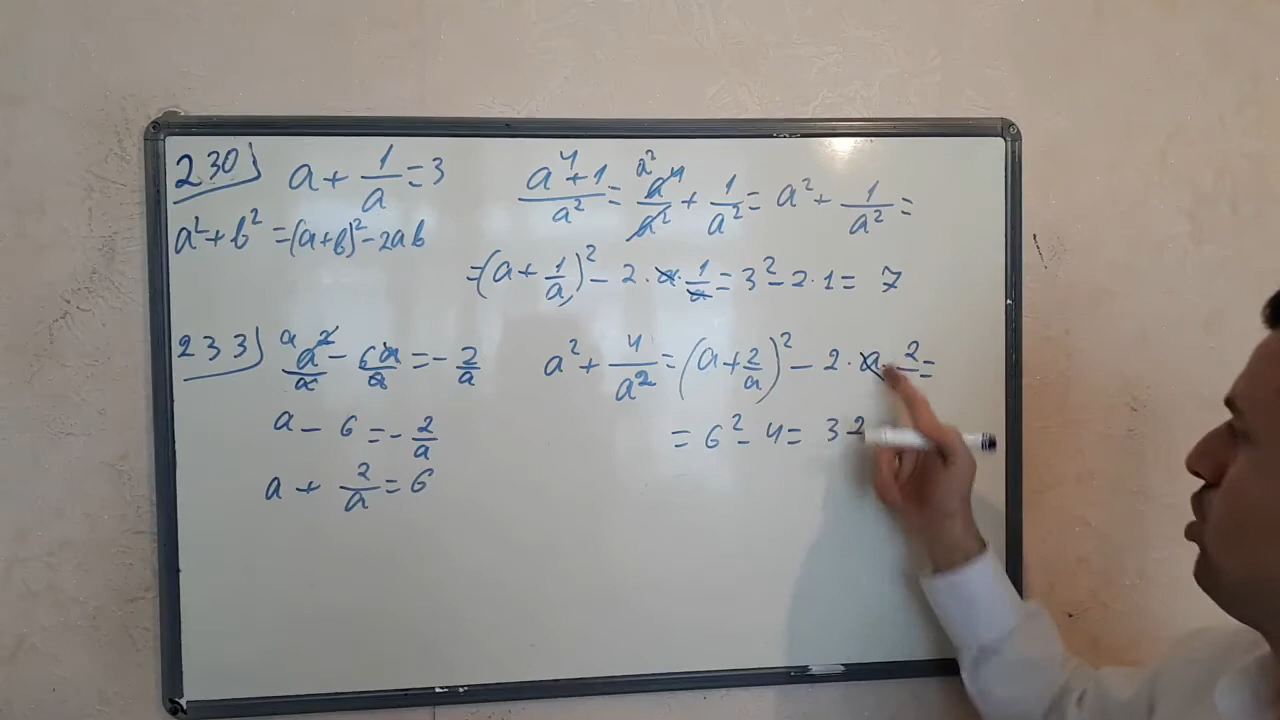 230) a + 1/a = 3
a⁴+1/a² = a⁴/a² + 1/a² = a² + 1/a² =
a² + b² = (a+b)² - 2ab
= (a + 1/a)² - 2 · a · 1/a = 3² - 2 · 1 = 7
233) a²/a - 6a/a = - 2/a
a² + 4/a² = (a + 2/a)² - 2 · a · 2/ =
a - 6 = - 2/a
= 6² - 4 = 32
a + 2/a = 6